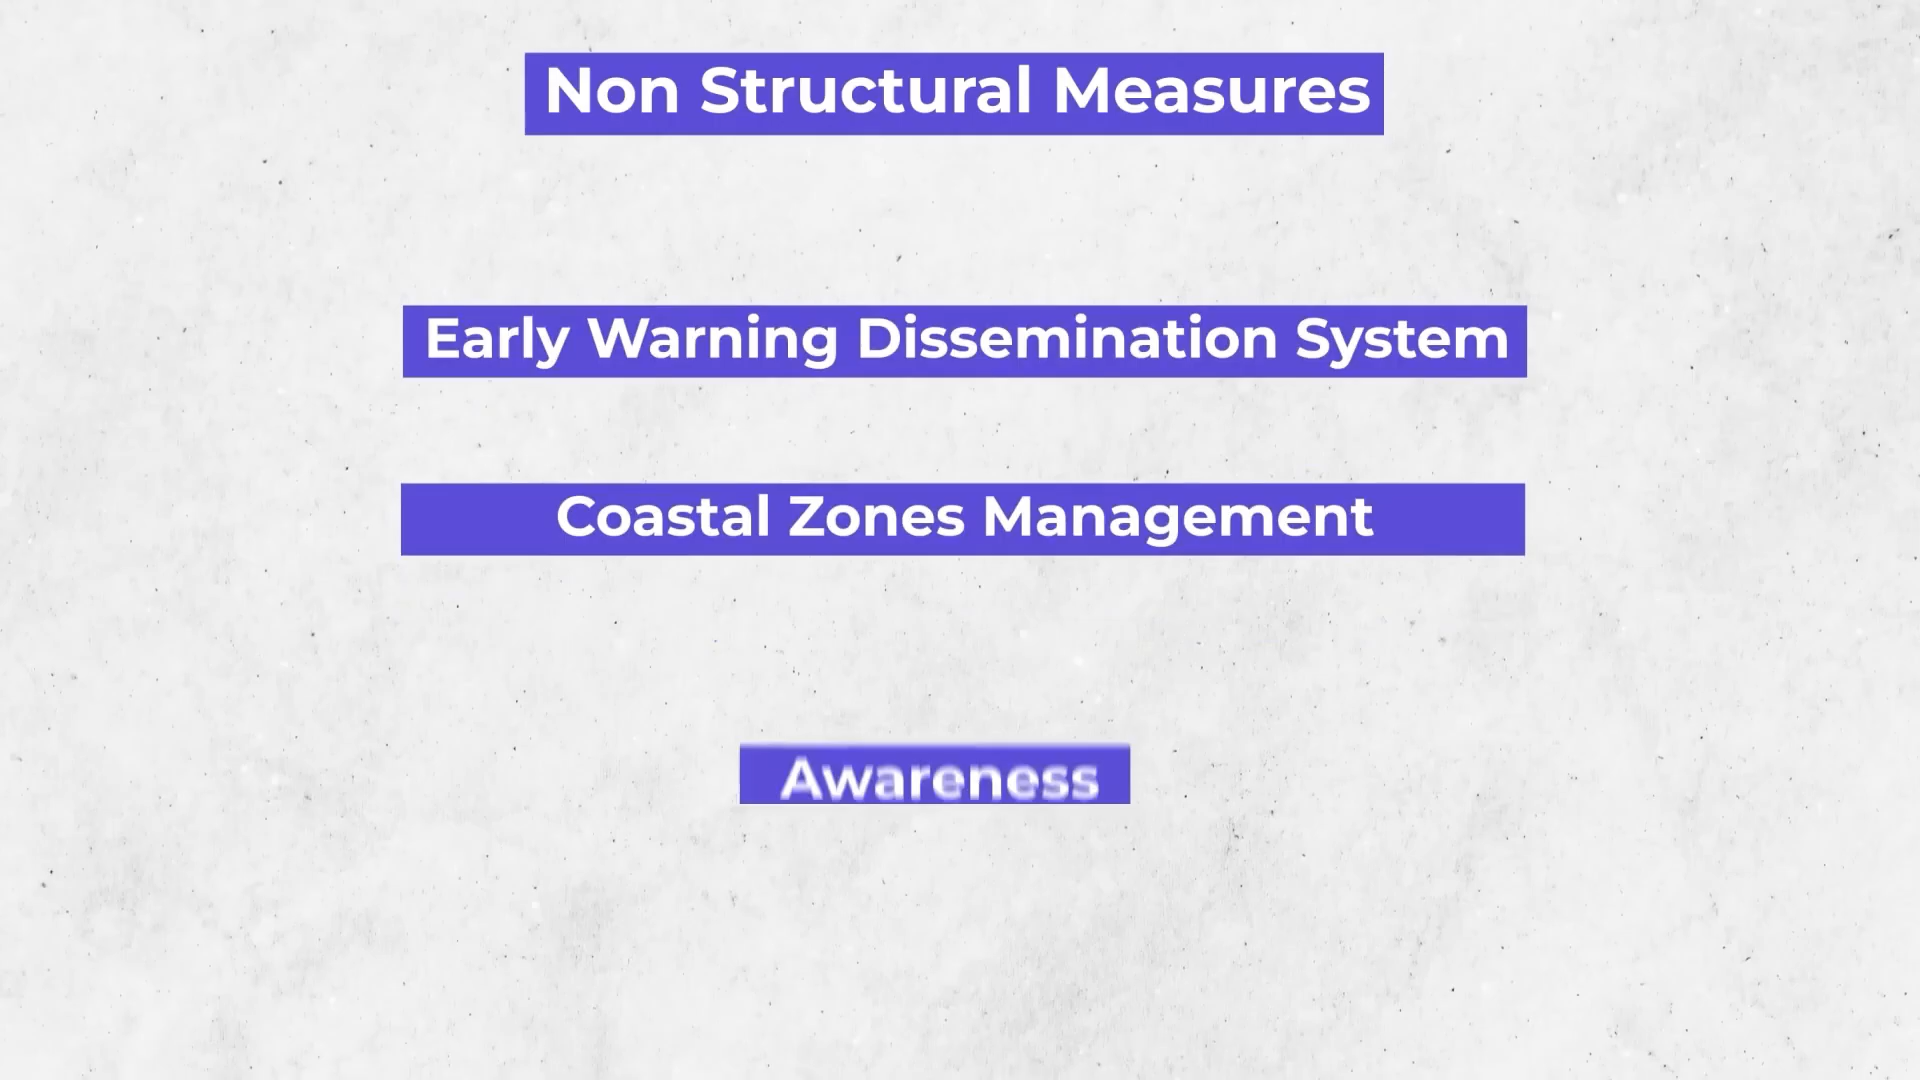 Non Structural Measures
Early Warning Dissemination System
Coastal Zones Management
Awareness